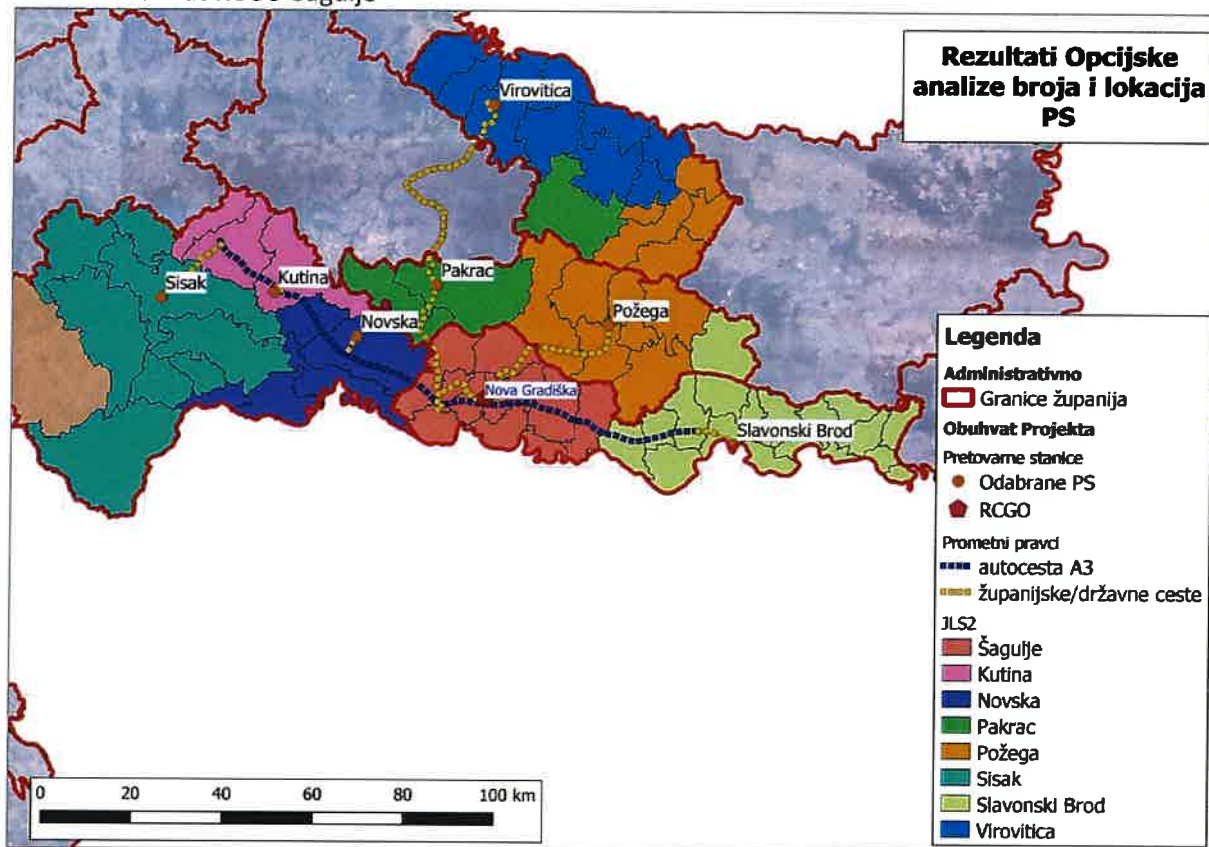 Šagulje
Rezultati Opcijske
analize broja i lokacija
PS
Virovitica
Sisak
Kutina
Pakrac
Novska
Požega
Nova Gradiška
Slavonski Brod
Legenda
Administrativno
Granice županija
Obuhvat Projekta
Pretovarne stanice
Odabrane PS
RCGO
Prometni pravci
autocesta A3
županijske/državne ceste
JLS2
Šagulje
Kutina
Novska
Pakrac
Požega
Sisak
Slavonski Brod
Virovitica
0 20 40 60 80 100 km